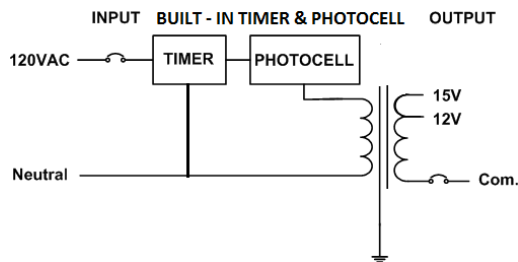 INPUT BUILT - IN TIMER & PHOTOCELL OUTPUT
120VAC TIMER PHOTOCELL
15V
12V
Neutral Com.